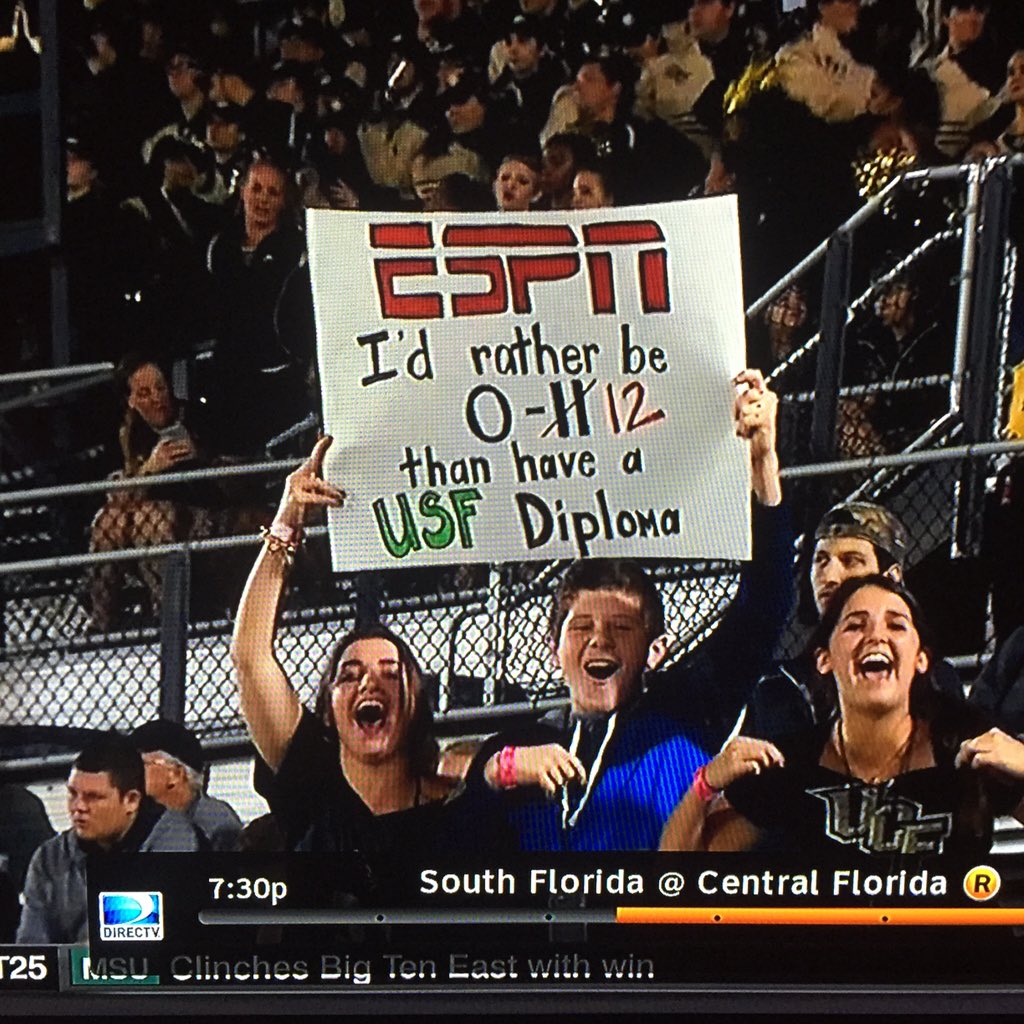 ESPN
I'd rather be
0-11 12
than have a
USF Diploma
UCF
7:30p South Florida @ Central Florida R
DIRECTV
T25 MSU Clinches Big Ten East with win